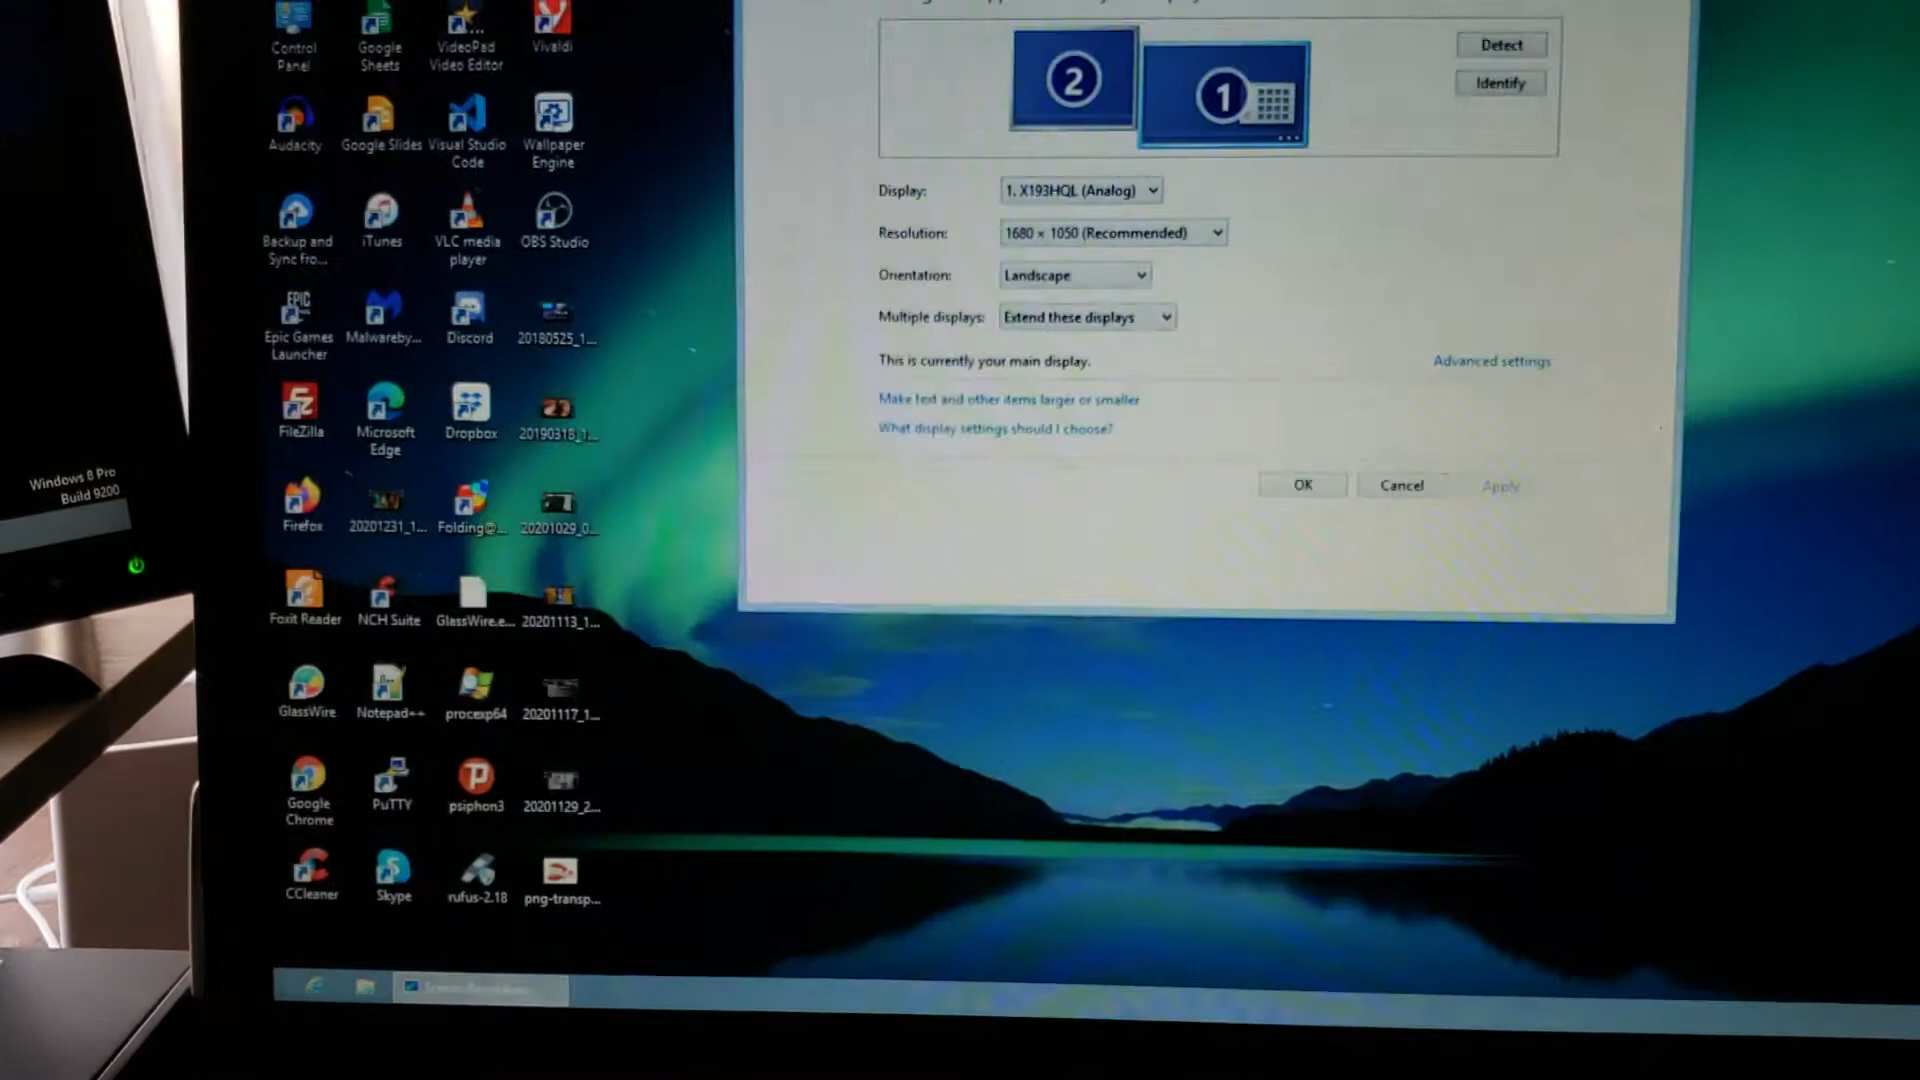 Control
Panel
Google
Sheets
VideoPad
Video Editor
Vivaldi
Audacity
Google Slides
Visual Studio
Code
Wallpaper
Engine
Backup and
Sync fro...
iTunes
VLC media
player
OBS Studio
EPIC
GAMES
Epic Games
Launcher
Malwareby...
Discord
20180525_1...
FileZilla
Microsoft
Edge
Dropbox
20190318_1...
Firefox
20201231_1...
Folding@...
20201029_0...
Foxit Reader
NCH Suite
GlassWire.e...
20201113_1...
GlassWire
Notepad++
procexp64
20201117_1...
Google
Chrome
PuTTY
psiphon3
20201129_2...
CCleaner
Skype
rufus-2.18
png-transp...
2
1
Detect
Identify
Display:
1. X193HQL (Analog)
Resolution:
1680 × 1050 (Recommended)
Orientation:
Landscape
Multiple displays:
Extend these displays
This is currently your main display.
Advanced settings
Make text and other items larger or smaller
What display settings should I choose?
OK
Cancel
Apply
Windows 8 Pro
Build 9200
Screen Resolution